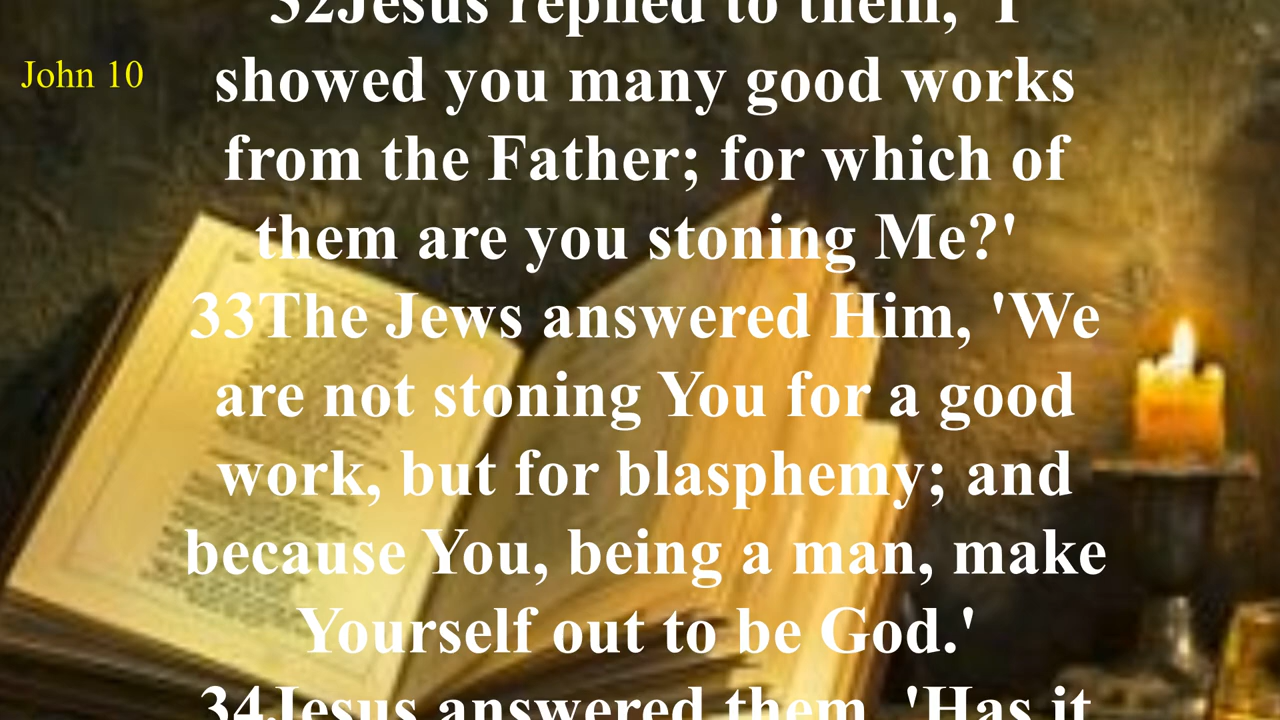 32Jesus replied to them, 'I
John 10
showed you many good works
from the Father; for which of
them are you stoning Me?'
33The Jews answered Him, 'We
are not stoning You for a good
work, but for blasphemy; and
because You, being a man, make
Yourself out to be God.'
34Jesus answered them, 'Has it